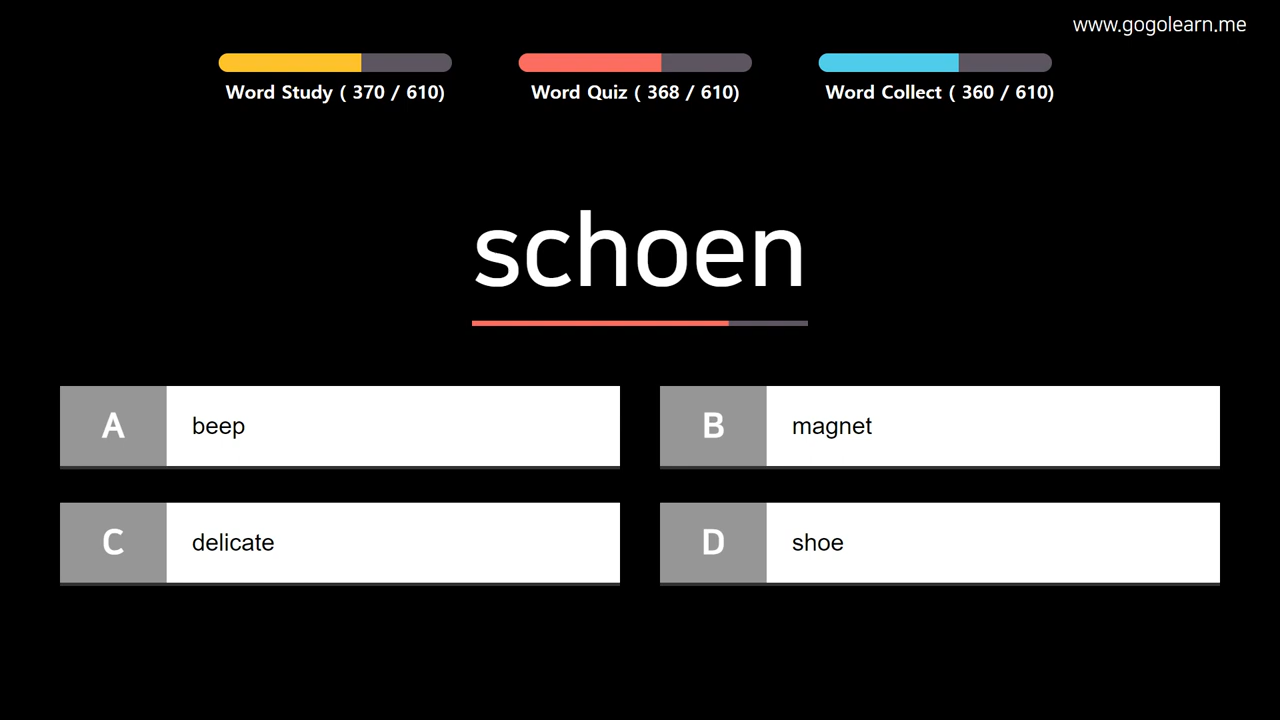 www.gogolearn.me
Word Study ( 370 / 610)
Word Quiz ( 368 / 610)
Word Collect ( 360 / 610)
schoen
A beep
B magnet
C delicate
D shoe